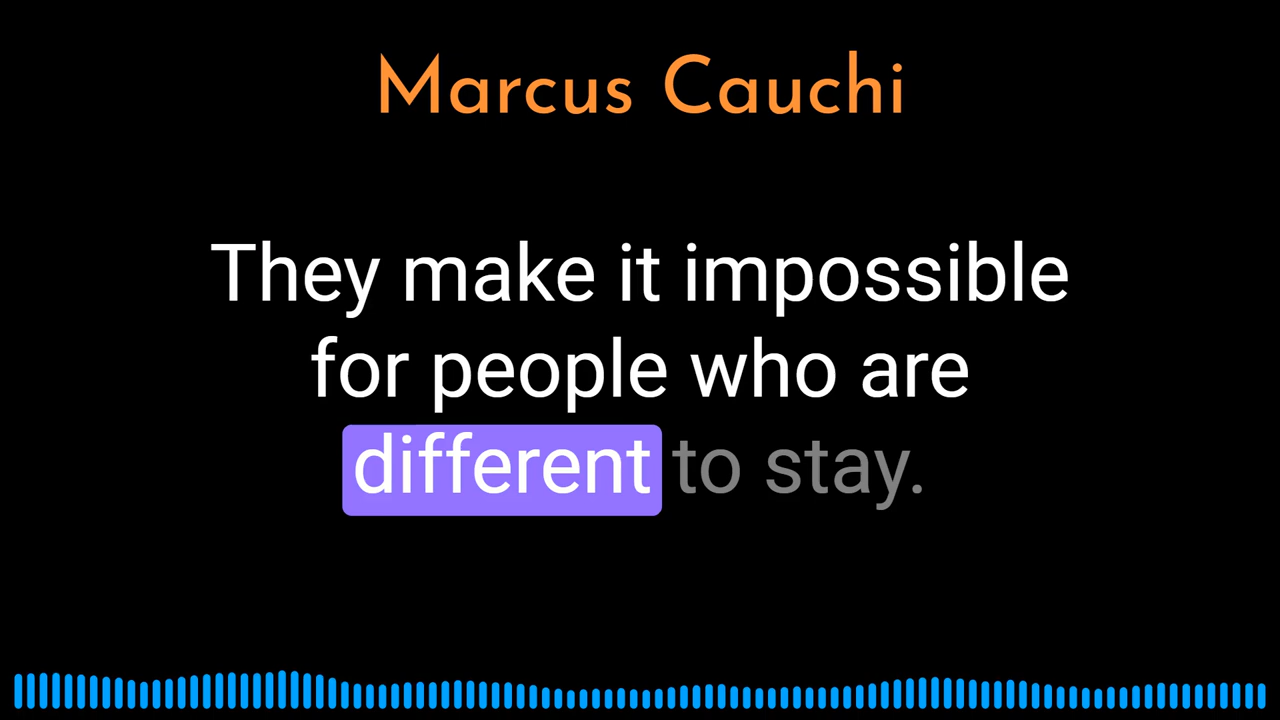 Marcus Cauchi
They make it impossible
for people who are
different to stay.